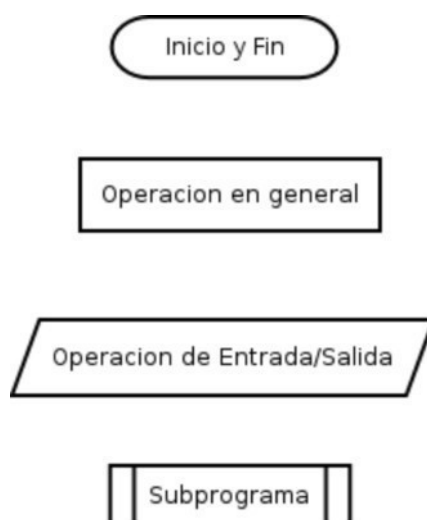 Inicio y Fin
Operacion en general
Operacion de Entrada/Salida
Subprograma